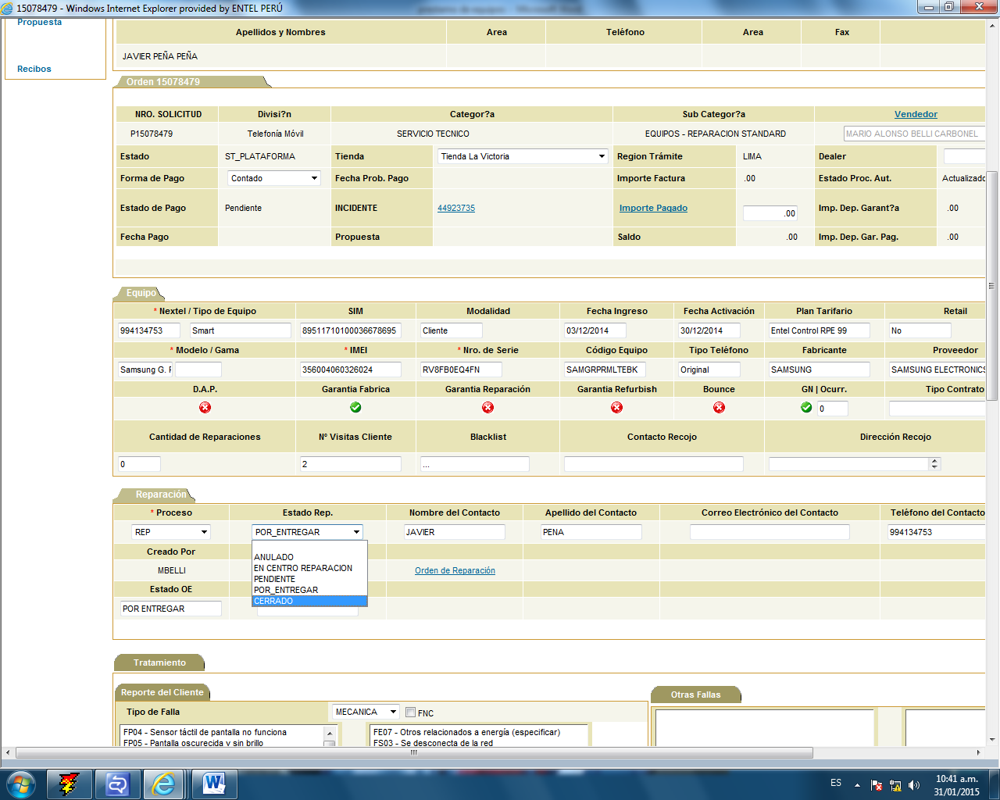 15078479 - Windows Internet Explorer provided by ENTEL PERÚ
Propuesta
Recibos
Apellidos y Nombres Area Teléfono Area Fax
JAVIER PEÑA PEÑA
Orden 15078479
NRO. SOLICITUD Divisi?n Categor?a Sub Categor?a Vendedor
P15078479 Telefonía Móvil SERVICIO TECNICO EQUIPOS - REPARACION STANDARD MARIO ALONSO BELLI CARBONEL
Estado ST_PLATAFORMA Tienda Tienda La Victoria Region Trámite LIMA Dealer
Forma de Pago Contado Fecha Prob. Pago Importe Factura .00 Estado Proc. Aut. Actualizado
Estado de Pago Pendiente INCIDENTE 44923735 Importe Pagado .00 Imp. Dep. Garant?a .00
Fecha Pago Propuesta Saldo .00 Imp. Dep. Gar. Pag. .00
Equipo
* Nextel / Tipo de Equipo SIM Modalidad Fecha Ingreso Fecha Activación Plan Tarifario Retail
994134753 Smart 89511710100036678695 Cliente 03/12/2014 30/12/2014 Entel Control RPE 99 No
* Modelo / Gama * IMEI * Nro. de Serie Código Equipo Tipo Teléfono Fabricante Proveedor
Samsung G. 356004060326024 RV8FB0EQ4FN SAMGRPRMLTEBK Original SAMSUNG SAMSUNG ELECTRONICS
D.A.P. Garantia Fabrica Garantia Reparación Garantia Refurbish Bounce GN | Ocurr. Tipo Contrato
0
Cantidad de Reparaciones Nº Visitas Cliente Blacklist Contacto Recojo Dirección Recojo
0 2 ...
Reparación
* Proceso Estado Rep. Nombre del Contacto Apellido del Contacto Correo Electrónico del Contacto Teléfono del Contacto
REP POR_ENTREGAR JAVIER PENA 994134753
Creado Por
ANULADO
EN CENTRO REPARACION
MBELLI Orden de Reparación
PENDIENTE
Estado OE POR_ENTREGAR
CERRADO
POR ENTREGAR
Tratamiento
Reporte del Cliente Otras Fallas
Tipo de Falla MECANICA FNC
FP04 - Sensor táctil de pantalla no funciona FE07 - Otros relacionados a energía (especificar)
FP05 - Pantalla oscurecida y sin brillo FS03 - Se desconecta de la red
ES 10:41 a.m.
31/01/2015